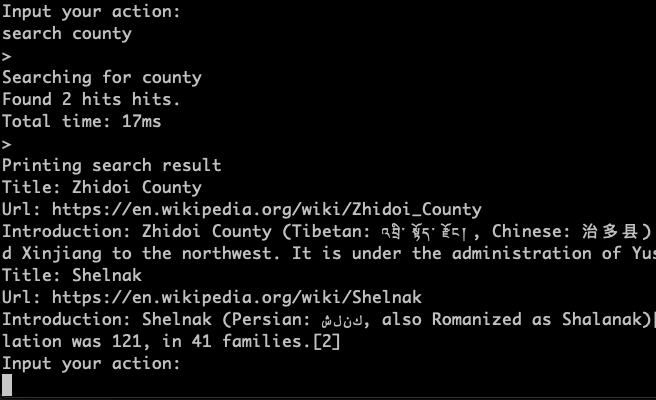 Input your action:
search county
>
Searching for county
Found 2 hits hits.
Total time: 17ms
>
Printing search result
Title: Zhidoi County
Url: https://en.wikipedia.org/wiki/Zhidoi_County
Introduction: Zhidoi County (Tibetan: འབྲི་སྟོད་རྫོང་།, Chinese: 治多县)
d Xinjiang to the northwest. It is under the administration of Yus
Title: Shelnak
Url: https://en.wikipedia.org/wiki/Shelnak
Introduction: Shelnak (Persian: شلنك, also Romanized as Shalanak)
lation was 121, in 41 families.[2]
Input your action: